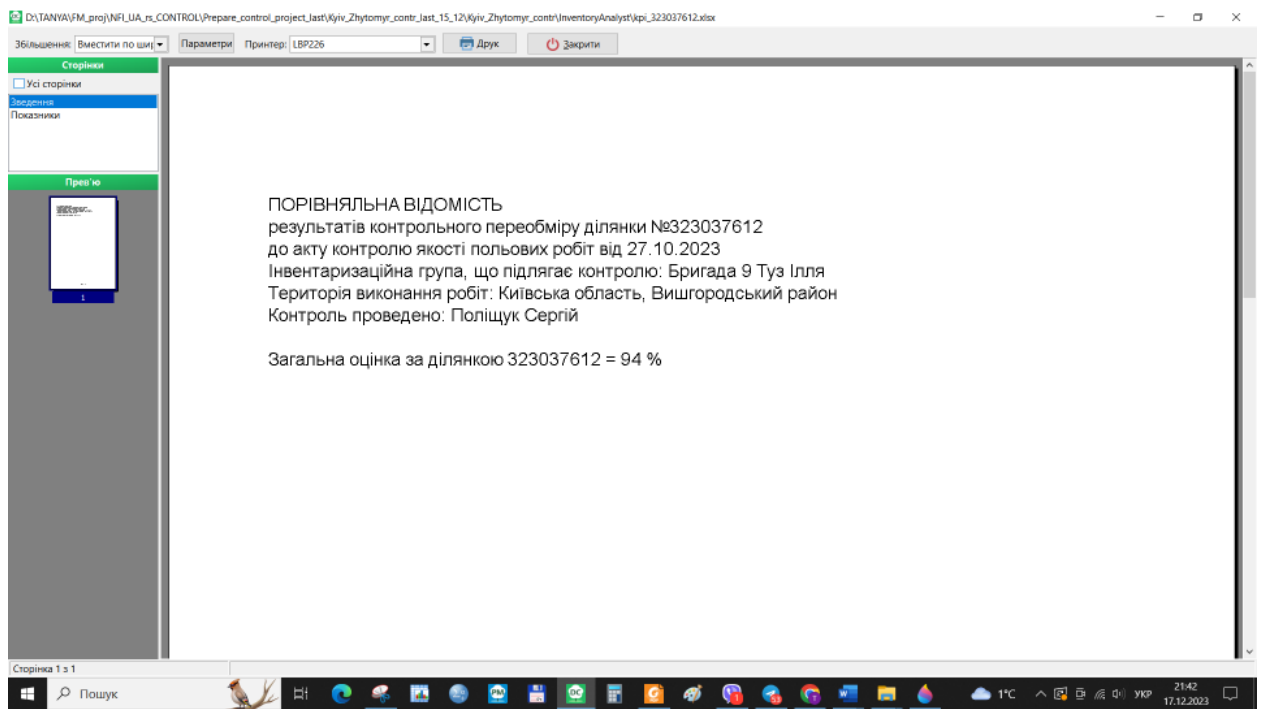 D:\TANYA\FM_proj\NFI_UA_rs_CONTROL\Prepare_control_project_last\Kyiv_Zhytomyr_contr_last_15_12\Kyiv_Zhytomyr_contr\InventoryAnalyst\kpi_323037612.xlsx
Збільшення: Вмістити по шир Параметри Принтер: LBP226 Друк Закрити
Сторінки
Усі сторінки
Зведення
Показники
Прев'ю
1
ПОРІВНЯЛЬНА ВІДОМІСТЬ
результатів контрольного переобміру ділянки №323037612
до акту контролю якості польових робіт від 27.10.2023
Інвентаризаційна група, що підлягає контролю: Бригада 9 Туз Ілля
Територія виконання робіт: Київська область, Вишгородський район
Контроль проведено: Поліщук Сергій
Загальна оцінка за ділянкою 323037612 = 94 %
Сторінка 1 з 1
Пошук
1°C
УКР
21:42
17.12.2023